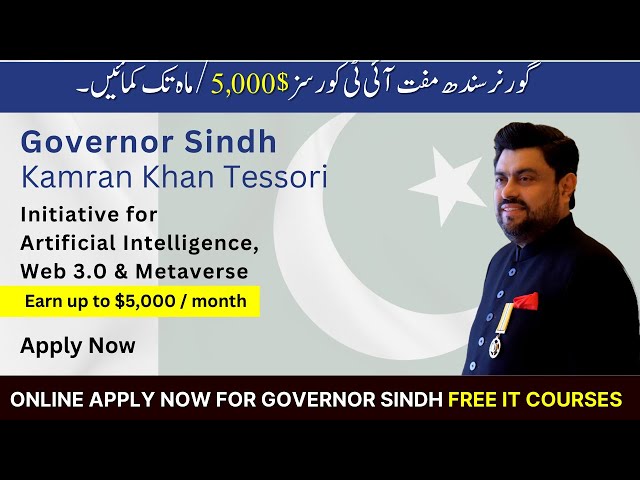 گورنر سندھ مفت آئی ٹی کورسز $5,000/ ماہ تک کمائیں۔
Governor Sindh
Kamran Khan Tessori
Initiative for
Artificial Intelligence,
Web 3.0 & Metaverse
Earn up to $5,000 / month
Apply Now
ONLINE APPLY NOW FOR GOVERNOR SINDH FREE IT COURSES